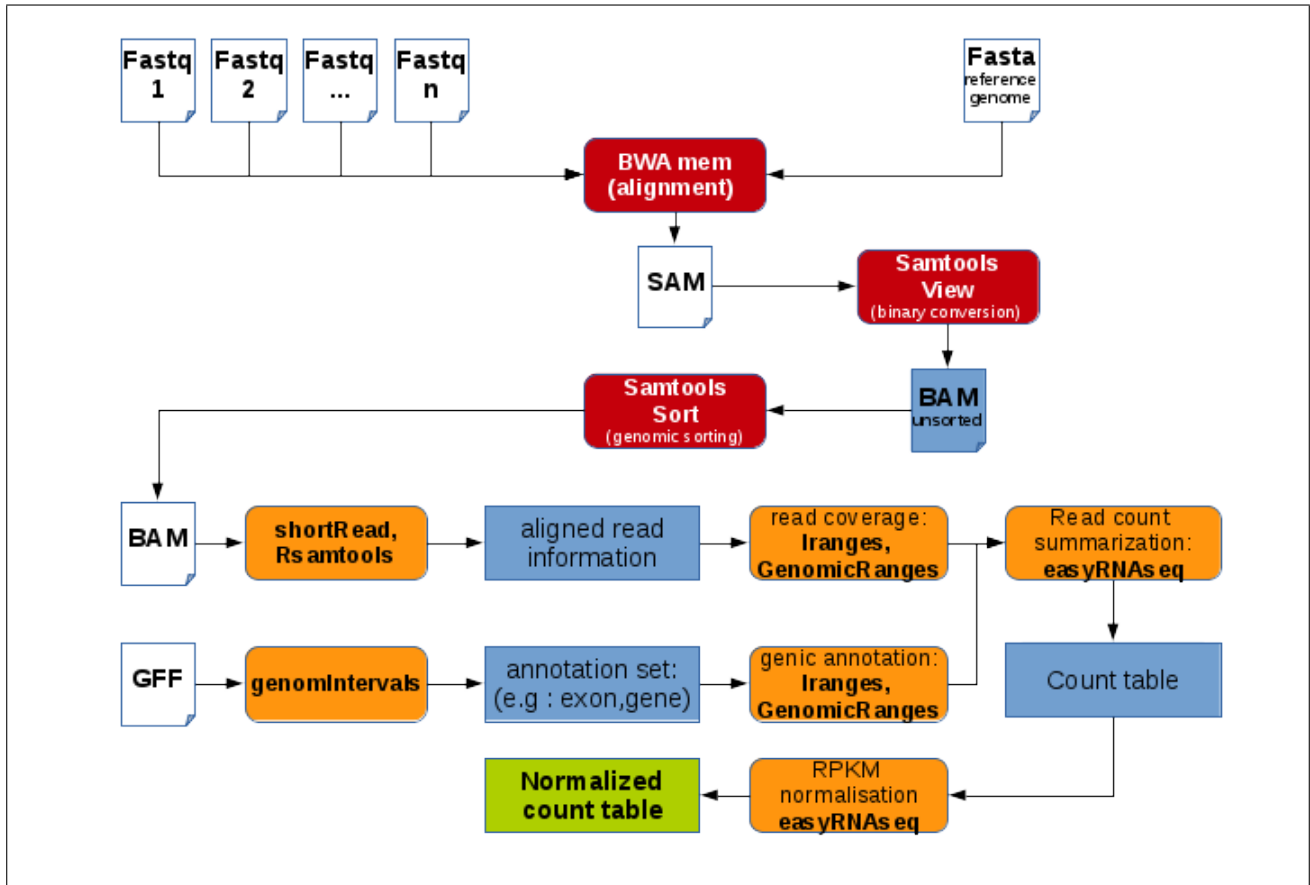 Fastq
1
Fastq
2
Fastq
...
Fastq
n
Fasta
reference
genome
BWA mem
(alignment)
SAM
Samtools
View
(binary conversion)
Samtools
Sort
(genomic sorting)
BAM
unsorted
BAM
shortRead,
Rsamtools
aligned read
information
read coverage:
Iranges,
GenomicRanges
Read count
summarization:
easyRNAseq
GFF
genomIntervals
annotation set:
(e.g : exon,gene)
genic annotation:
Iranges,
GenomicRanges
Count table
Normalized
count table
RPKM
normalisation
easyRNAseq